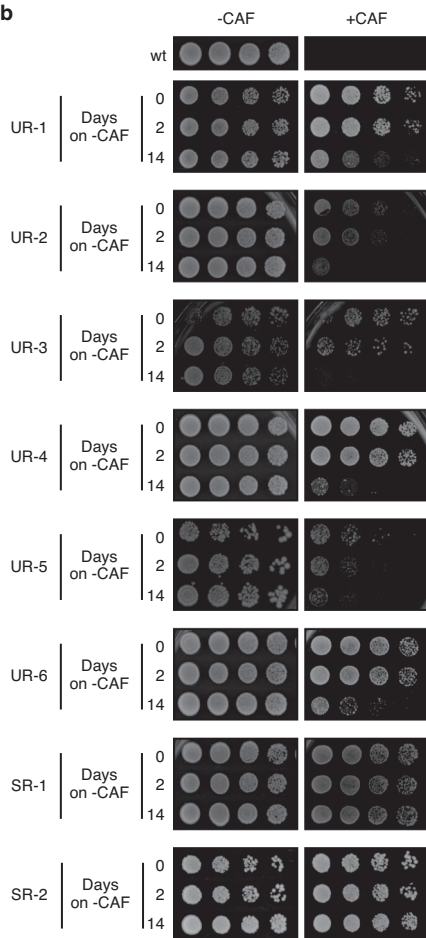 b
-CAF +CAF
wt
UR-1 Days on -CAF 0 2 14
UR-2 Days on -CAF 0 2 14
UR-3 Days on -CAF 0 2 14
UR-4 Days on -CAF 0 2 14
UR-5 Days on -CAF 0 2 14
UR-6 Days on -CAF 0 2 14
SR-1 Days on -CAF 0 2 14
SR-2 Days on -CAF 0 2 14